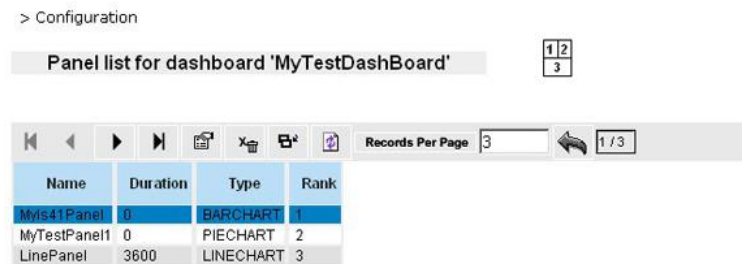 > Configuration
Panel list for dashboard 'MyTestDashBoard'
1 2
3
Records Per Page 3 1 / 3
Name Duration Type Rank
MyIs41Panel 0 BARCHART 1
MyTestPanel1 0 PIECHART 2
LinePanel 3600 LINECHART 3